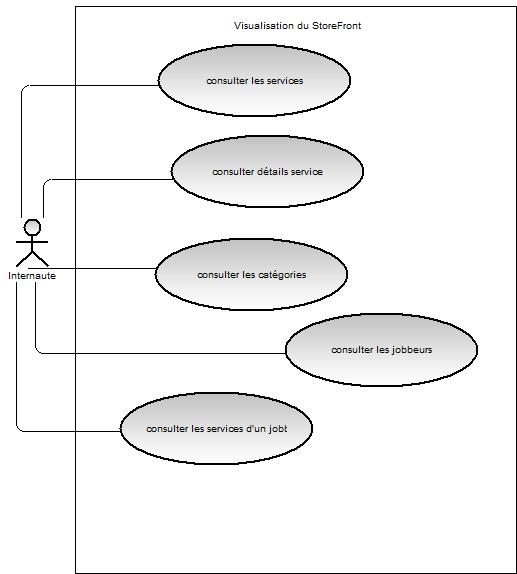 Visualisation du StoreFront
consulter les services
consulter détails service
Internaute
consulter les catégories
consulter les jobbeurs
consulter les services d'un jobt